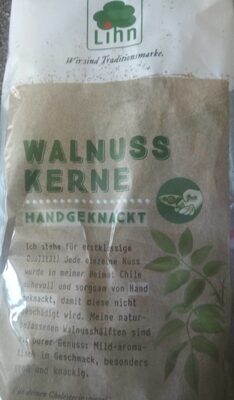 Lihn
Wir sind Traditionsmarke.
WALNUSS
KERNE
HANDGEKNACKT
Ich stehe für erstklassige
Qualität! Jede einzelne Nuss
wurde in meiner Heimat Chile
mühevoll und sorgsam von Hand
geknackt, damit diese nicht
beschädigt wird. Meine natur-
belassenen Walnusshälften sind
purer Genuss: Mild-aroma-
tisch im Geschmack, besonders
und knackig.